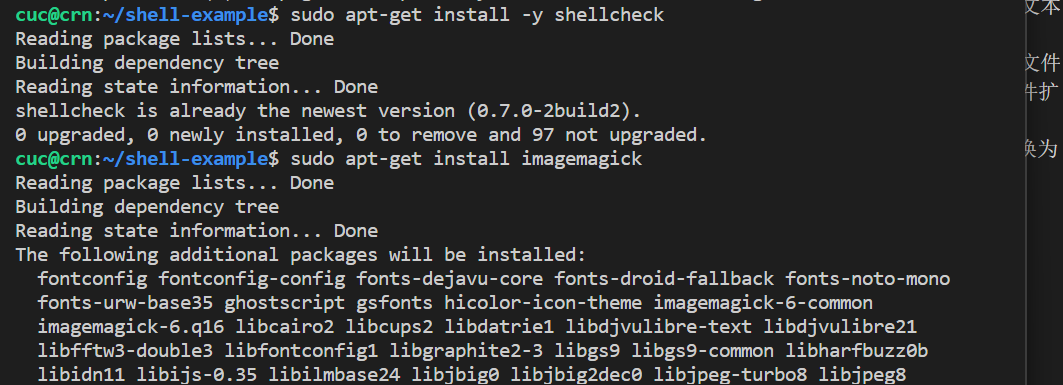 cuc@crn:~/shell-example$ sudo apt-get install -y shellcheck
Reading package lists... Done
Building dependency tree
Reading state information... Done
shellcheck is already the newest version (0.7.0-2build2).
0 upgraded, 0 newly installed, 0 to remove and 97 not upgraded.
cuc@crn:~/shell-example$ sudo apt-get install imagemagick
Reading package lists... Done
Building dependency tree
Reading state information... Done
The following additional packages will be installed:
  fontconfig fontconfig-config fonts-dejavu-core fonts-droid-fallback fonts-noto-mono
  fonts-urw-base35 ghostscript gsfonts hicolor-icon-theme imagemagick-6-common
  imagemagick-6.q16 libcairo2 libcups2 libdatrie1 libdjvulibre-text libdjvulibre21
  libfftw3-double3 libfontconfig1 libgraphite2-3 libgs9 libgs9-common libharfbuzz0b
  libidn11 libijs-0.35 libilmbase24 libjbig0 libjbig2dec0 libjpeg-turbo8 libjpeg8
文本
文件
件扩
换为